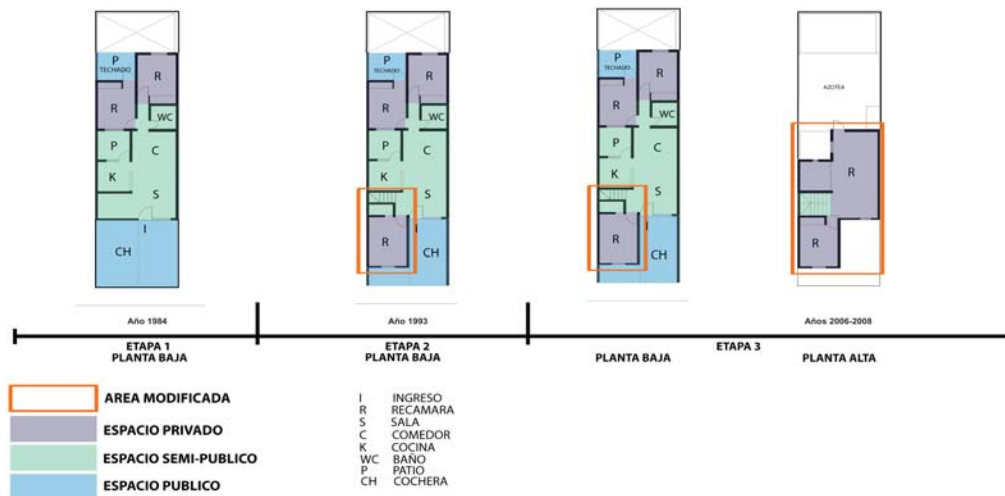 P
TECHADO
R
R
WC
P
C
K
S
I
CH
P
TECHADO
R
R
WC
P
C
K
S
I
R
CH
P
TECHADO
R
R
WC
P
C
K
S
I
R
CH
AZOTEA
R
R
Año 1984
Año 1993
Años 2006-2008
ETAPA 1
PLANTA BAJA
ETAPA 2
PLANTA BAJA
ETAPA 3
PLANTA BAJA
PLANTA ALTA
AREA MODIFICADA
ESPACIO PRIVADO
ESPACIO SEMI-PUBLICO
ESPACIO PUBLICO
I INGRESO
R RECAMARA
S SALA
C COMEDOR
K COCINA
WC BAÑO
P PATIO
CH COCHERA